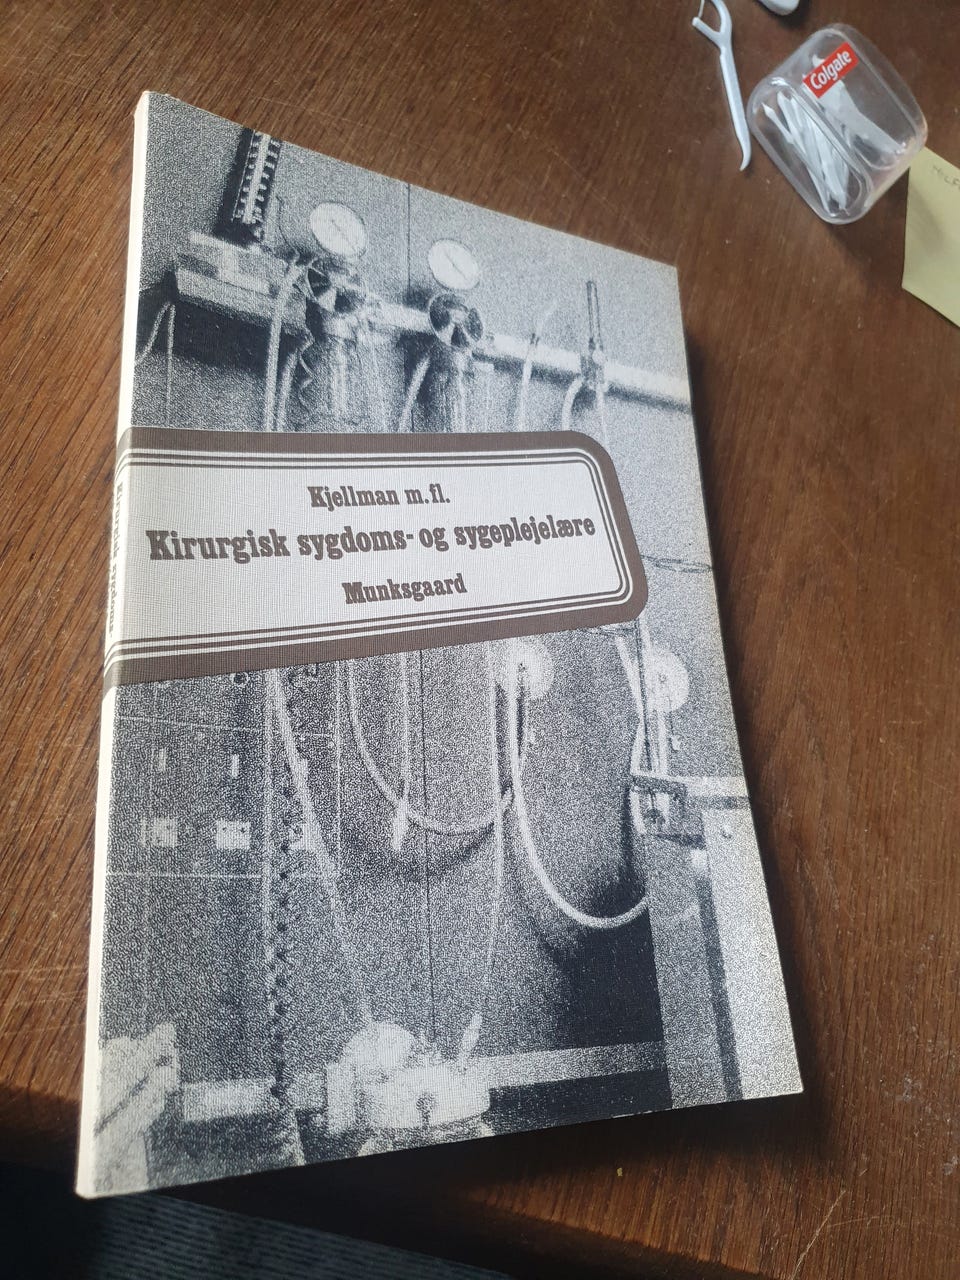 Colgate
Kjellman m.fl.
Kirurgisk sygdoms- og sygeplejelære
Munksgaard
Kirurgisk sygdoms